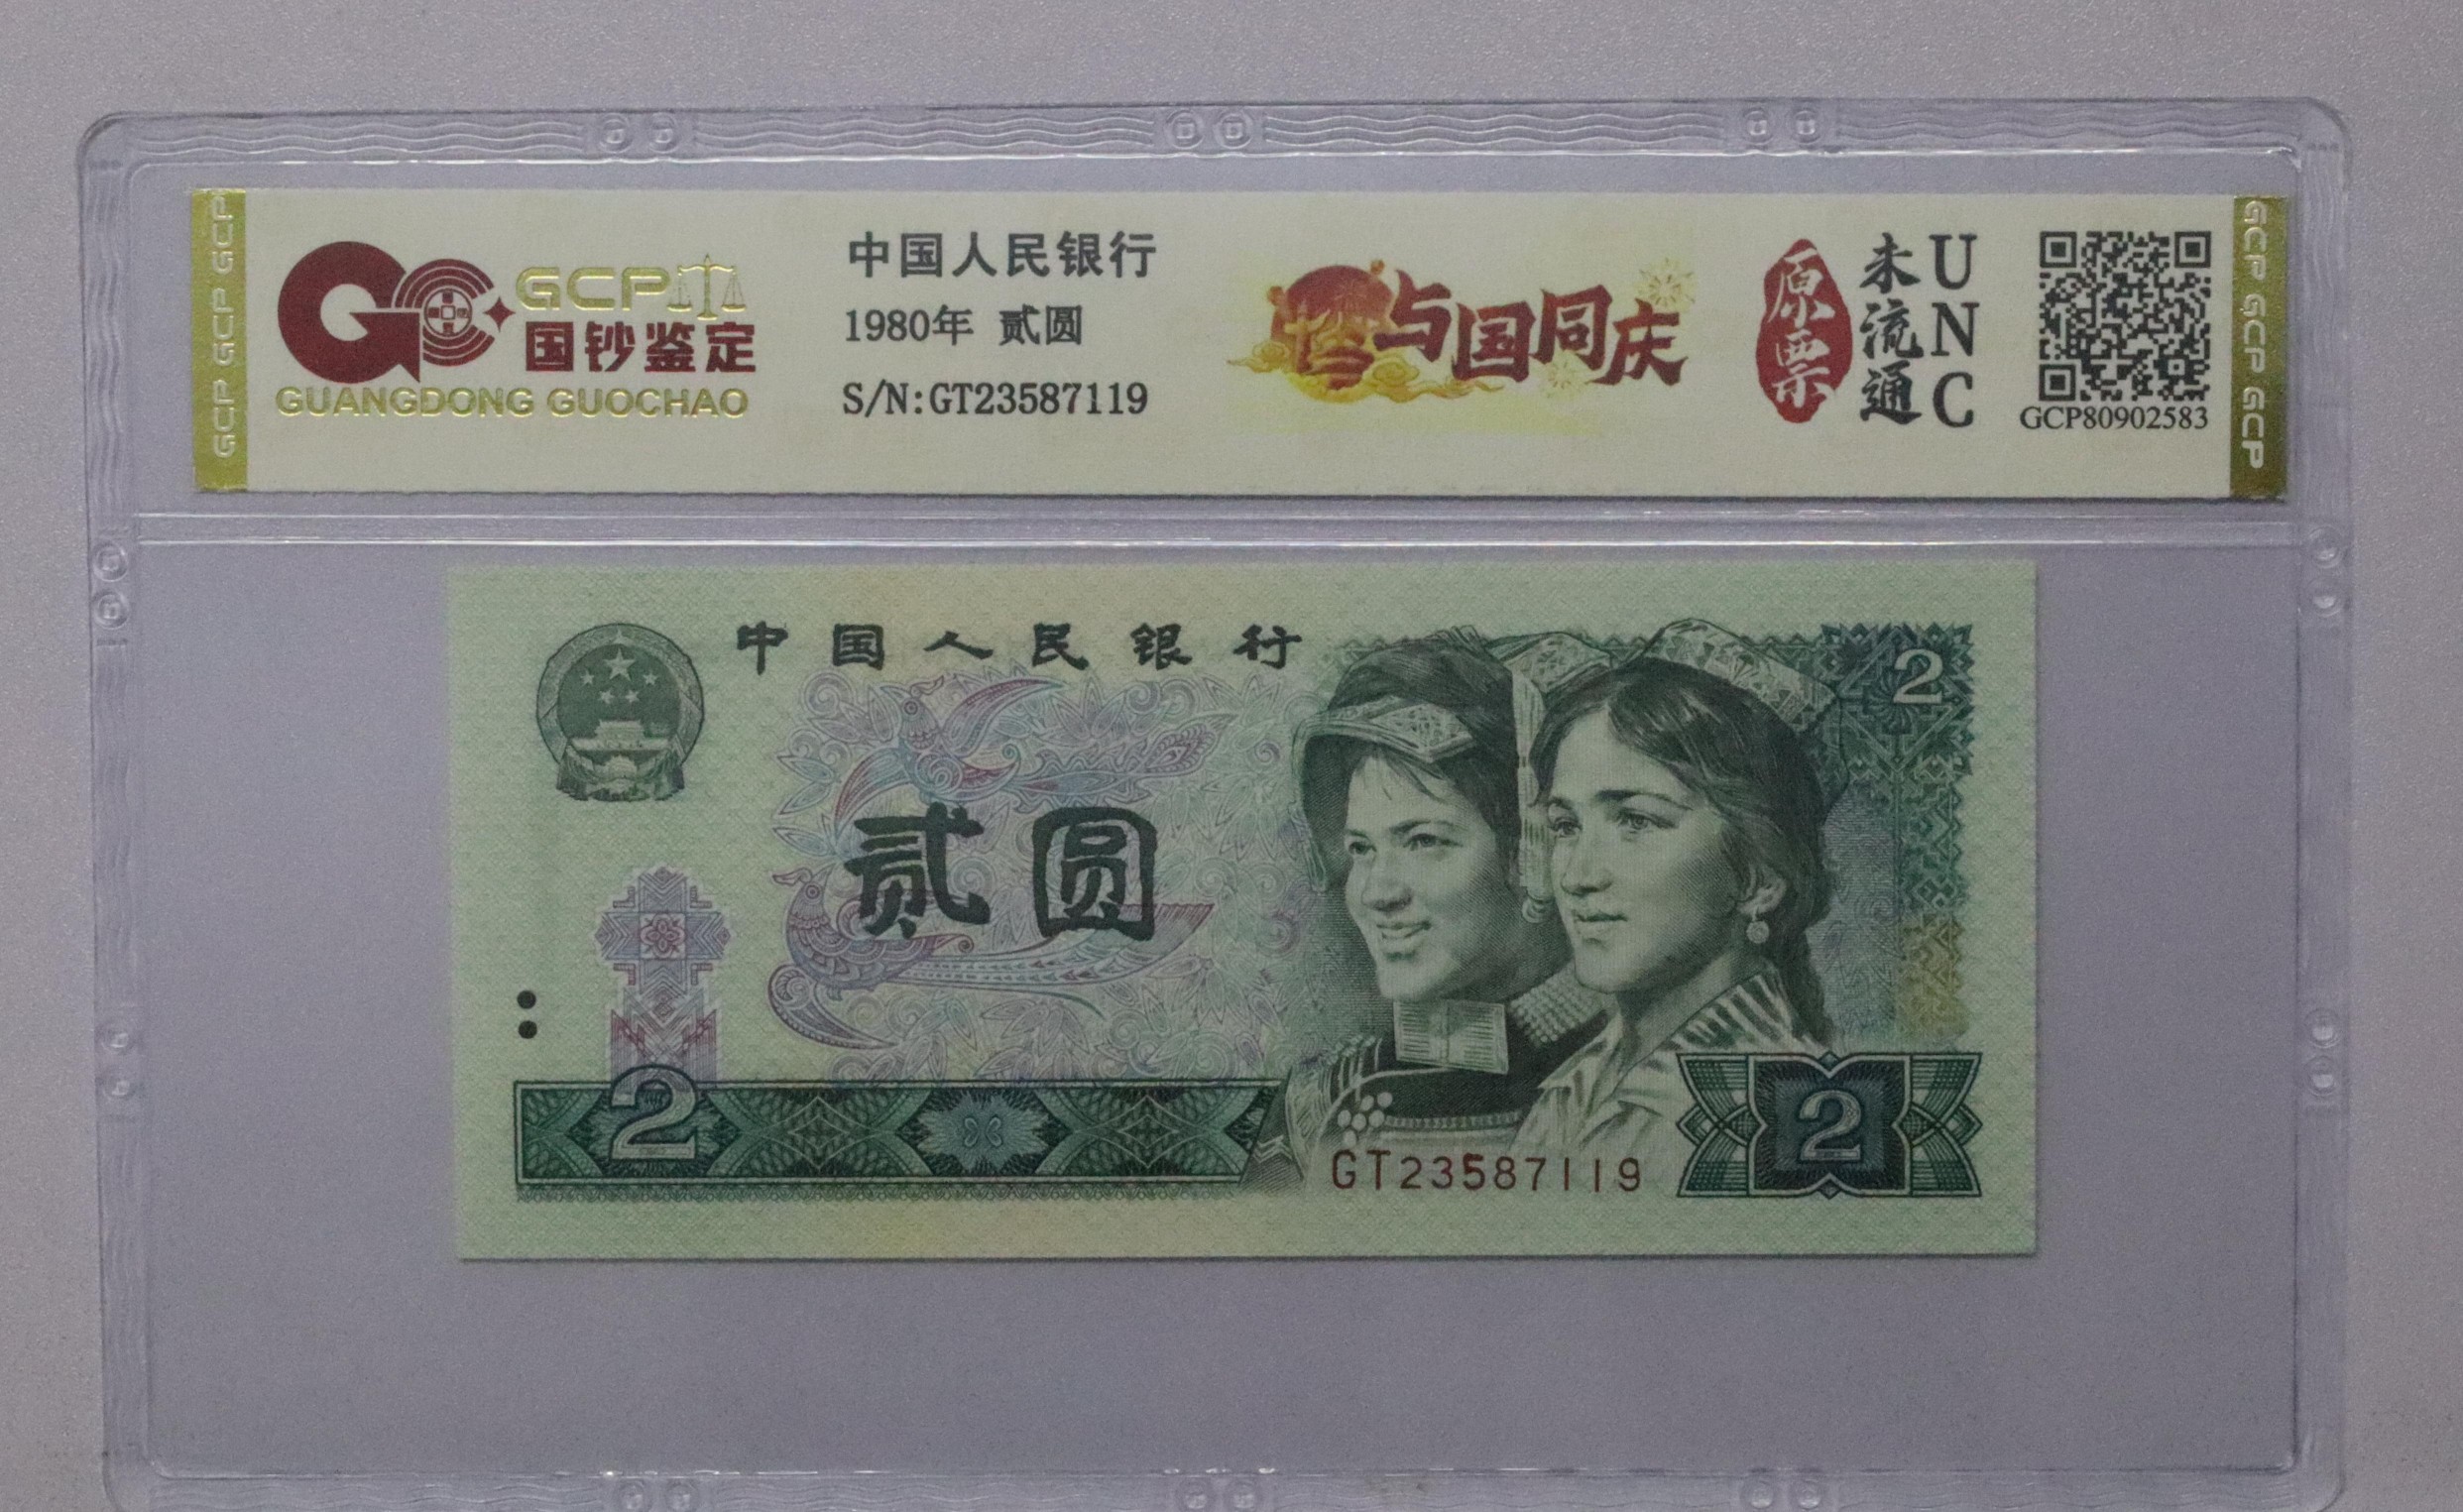 GCP GCP GCP
GCP
国钞鉴定
GUANGDONG GUOCHAO
中国人民银行
1980年 贰圆
S/N:GT23587119
与国同庆
原票
未流通
UNC
GCP80902583
GCP GCP GCP
中国人民银行
2
贰圆
2
2
GT23587119